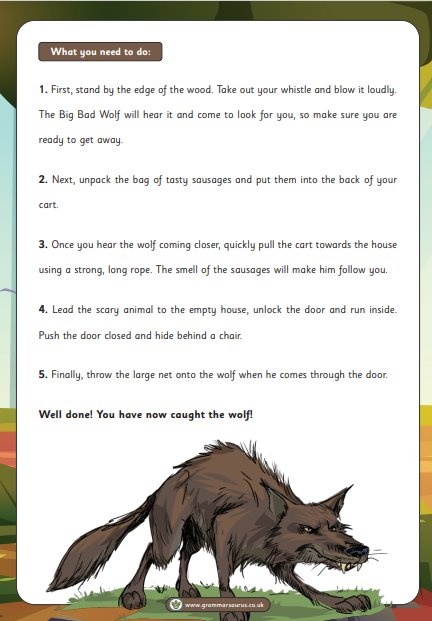 What you need to do:
1. First, stand by the edge of the wood. Take out your whistle and blow it loudly.
The Big Bad Wolf will hear it and come to look for you, so make sure you are
ready to get away.
2. Next, unpack the bag of tasty sausages and put them into the back of your
cart.
3. Once you hear the wolf coming closer, quickly pull the cart towards the house
using a strong, long rope. The smell of the sausages will make him follow you.
4. Lead the scary animal to the empty house, unlock the door and run inside.
Push the door closed and hide behind a chair.
5. Finally, throw the large net onto the wolf when he comes through the door.
Well done! You have now caught the wolf!
www.grammarsaurus.co.uk